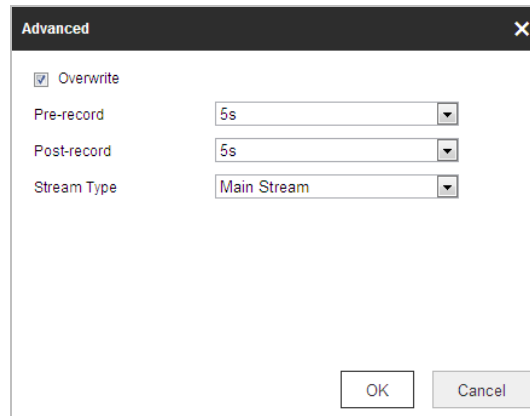 Advanced
Overwrite
Pre-record 5s
Post-record 5s
Stream Type Main Stream
OK Cancel